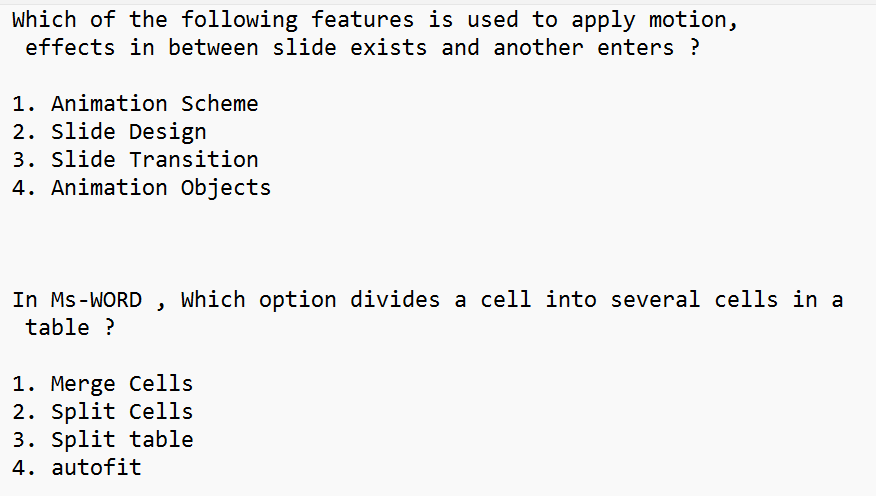 Which of the following features is used to apply motion,
effects in between slide exists and another enters ?
1. Animation Scheme
2. Slide Design
3. Slide Transition
4. Animation Objects
In Ms-WORD , Which option divides a cell into several cells in a
table ?
1. Merge Cells
2. Split Cells
3. Split table
4. autofit